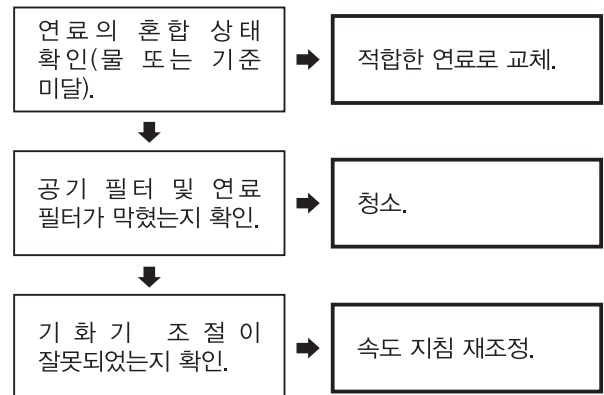 연료의 혼합 상태
확인(물 또는 기준
미달).
적합한 연료로 교체.
공기 필터 및 연료
필터가 막혔는지 확인.
청소.
기화기 조절이
잘못되었는지 확인.
속도 지침 재조정.